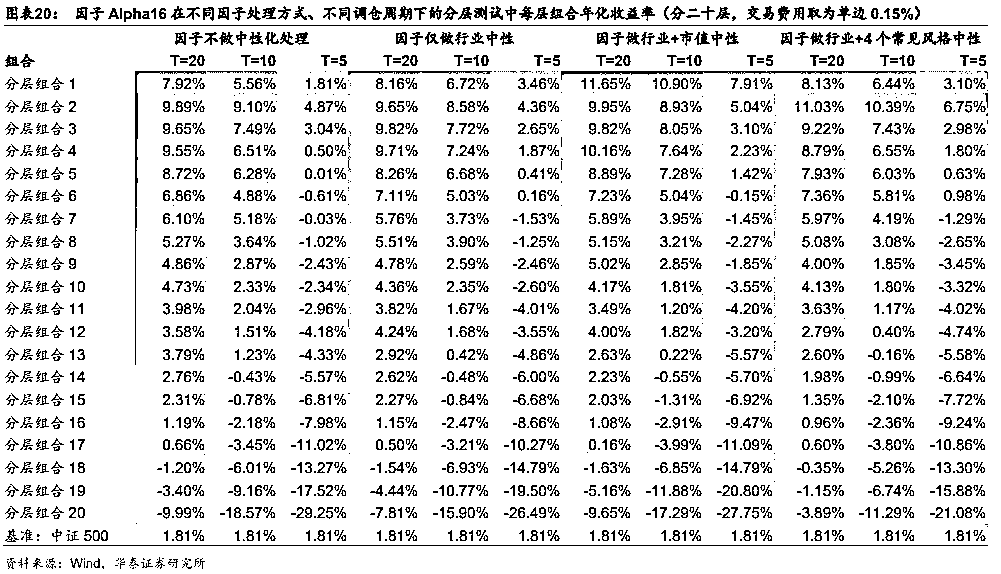 图表20： 因子 Alpha16 在不同因子处理方式、不同调仓周期下的分层测试中每层组合年化收益率（分二十层，交易费用取为单边 0.15%）
因子不做中性化处理 因子仅做行业中性 因子做行业+市值中性 因子做行业+4 个常见风格中性
组合 T=20 T=10 T=5 T=20 T=10 T=5 T=20 T=10 T=5 T=20 T=10 T=5
分层组合 1 7.92% 5.56% 1.81% 8.16% 6.72% 3.46% 11.65% 10.90% 7.91% 8.13% 6.44% 3.10%
分层组合 2 9.89% 9.10% 4.87% 9.65% 8.58% 4.36% 9.95% 8.93% 5.04% 11.03% 10.39% 6.75%
分层组合 3 9.65% 7.49% 3.04% 9.82% 7.72% 2.65% 9.82% 8.05% 3.10% 9.22% 7.43% 2.98%
分层组合 4 9.55% 6.51% 0.50% 9.71% 7.24% 1.87% 10.16% 7.64% 2.23% 8.79% 6.55% 1.80%
分层组合 5 8.72% 6.28% 0.01% 8.26% 6.68% 0.41% 8.89% 7.28% 1.42% 7.93% 6.03% 0.63%
分层组合 6 6.86% 4.88% -0.61% 7.11% 5.03% 0.16% 7.23% 5.04% -0.15% 7.36% 5.81% 0.98%
分层组合 7 6.10% 5.18% -0.03% 5.76% 3.73% -1.53% 5.89% 3.95% -1.45% 5.97% 4.19% -1.29%
分层组合 8 5.27% 3.64% -1.02% 5.51% 3.90% -1.25% 5.15% 3.21% -2.27% 5.08% 3.08% -2.65%
分层组合 9 4.86% 2.87% -2.43% 4.78% 2.59% -2.46% 5.02% 2.85% -1.85% 4.00% 1.85% -3.45%
分层组合 10 4.73% 2.33% -2.34% 4.36% 2.35% -2.60% 4.17% 1.81% -3.55% 4.13% 1.80% -3.32%
分层组合 11 3.98% 2.04% -2.96% 3.82% 1.67% -4.01% 3.49% 1.20% -4.20% 3.63% 1.17% -4.02%
分层组合 12 3.58% 1.51% -4.18% 4.24% 1.68% -3.55% 4.00% 1.82% -3.20% 2.79% 0.40% -4.74%
分层组合 13 3.79% 1.23% -4.33% 2.92% 0.42% -4.86% 2.63% 0.22% -5.57% 2.60% -0.16% -5.58%
分层组合 14 2.76% -0.43% -5.57% 2.62% -0.48% -6.00% 2.23% -0.55% -5.70% 1.98% -0.99% -6.64%
分层组合 15 2.31% -0.78% -6.81% 2.27% -0.84% -6.68% 2.03% -1.31% -6.92% 1.35% -2.10% -7.72%
分层组合 16 1.19% -2.18% -7.98% 1.15% -2.47% -8.66% 1.08% -2.91% -9.47% 0.96% -2.36% -9.24%
分层组合 17 0.66% -3.45% -11.02% 0.50% -3.21% -10.27% 0.16% -3.99% -11.09% 0.60% -3.80% -10.86%
分层组合 18 -1.20% -6.01% -13.27% -1.54% -6.93% -14.79% -1.63% -6.85% -14.79% -0.35% -5.26% -13.30%
分层组合 19 -3.40% -9.16% -17.52% -4.44% -10.77% -19.50% -5.16% -11.88% -20.80% -1.15% -6.74% -15.88%
分层组合 20 -9.99% -18.57% -29.25% -7.81% -15.90% -26.49% -9.65% -17.29% -27.75% -3.89% -11.29% -21.08%
基准：中证 500 1.81% 1.81% 1.81% 1.81% 1.81% 1.81% 1.81% 1.81% 1.81% 1.81% 1.81% 1.81%
资料来源：Wind，华泰证券研究所